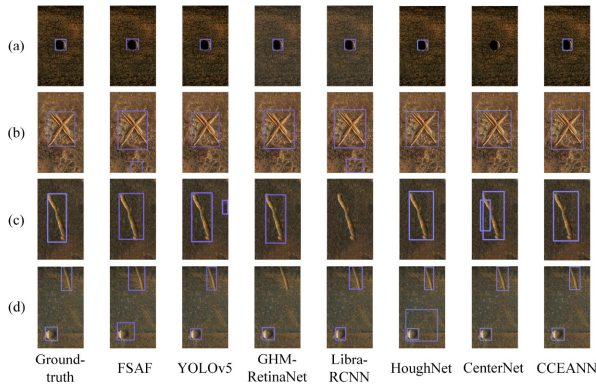 (a)
(b)
(c)
(d)
Ground-
truth
FSAF
YOLOv5
GHM-
RetinaNet
Libra-
RCNN
HoughNet
CenterNet
CCEANN